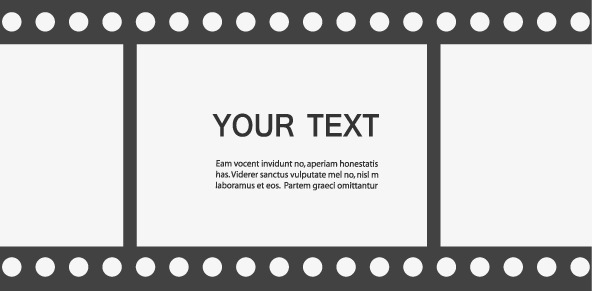 YOUR TEXT
Eam vocent invidunt no, aperiam honestatis
has. Viderer sanctus vulputate mel no, nisl m
laboramus et eos. Partem graeci omittantur